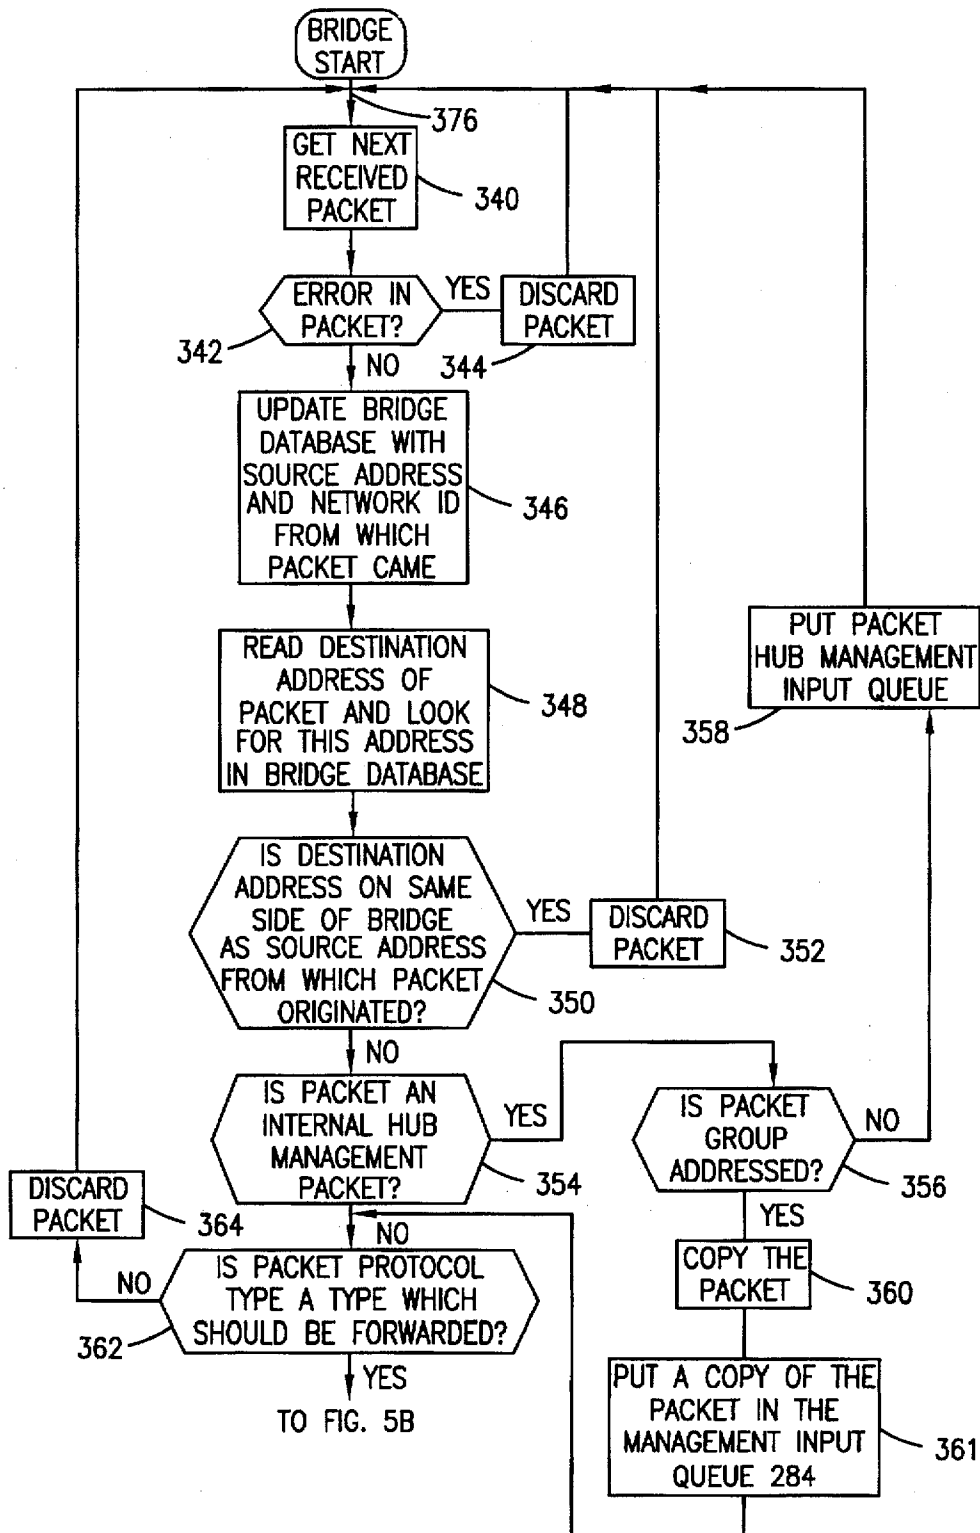 BRIDGE
START
376
GET NEXT
RECEIVED
PACKET
340
ERROR IN
PACKET?
342
YES
DISCARD
PACKET
344
NO
UPDATE BRIDGE
DATABASE WITH
SOURCE ADDRESS
AND NETWORK ID
FROM WHICH
PACKET CAME
346
READ DESTINATION
ADDRESS OF
PACKET AND LOOK
FOR THIS ADDRESS
IN BRIDGE DATABASE
348
PUT PACKET
HUB MANAGEMENT
INPUT QUEUE
358
IS DESTINATION
ADDRESS ON SAME
SIDE OF BRIDGE
AS SOURCE ADDRESS
FROM WHICH PACKET
ORIGINATED?
350
YES
DISCARD
PACKET
352
NO
IS PACKET AN
INTERNAL HUB
MANAGEMENT
PACKET?
354
YES
IS PACKET
GROUP
ADDRESSED?
356
NO
YES
COPY THE
PACKET
360
PUT A COPY OF THE
PACKET IN THE
MANAGEMENT INPUT
QUEUE 284
361
NO
IS PACKET PROTOCOL
TYPE A TYPE WHICH
SHOULD BE FORWARDED?
362
NO
DISCARD
PACKET
364
YES
TO FIG. 5B